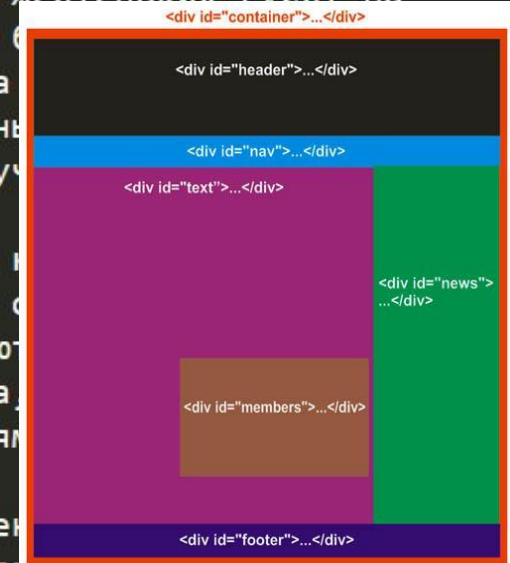 <div id="container">...</div>
<div id="header">...</div>
<div id="nav">...</div>
<div id="text">...</div>
<div id="news">
...</div>
<div id="members">...</div>
<div id="footer">...</div>